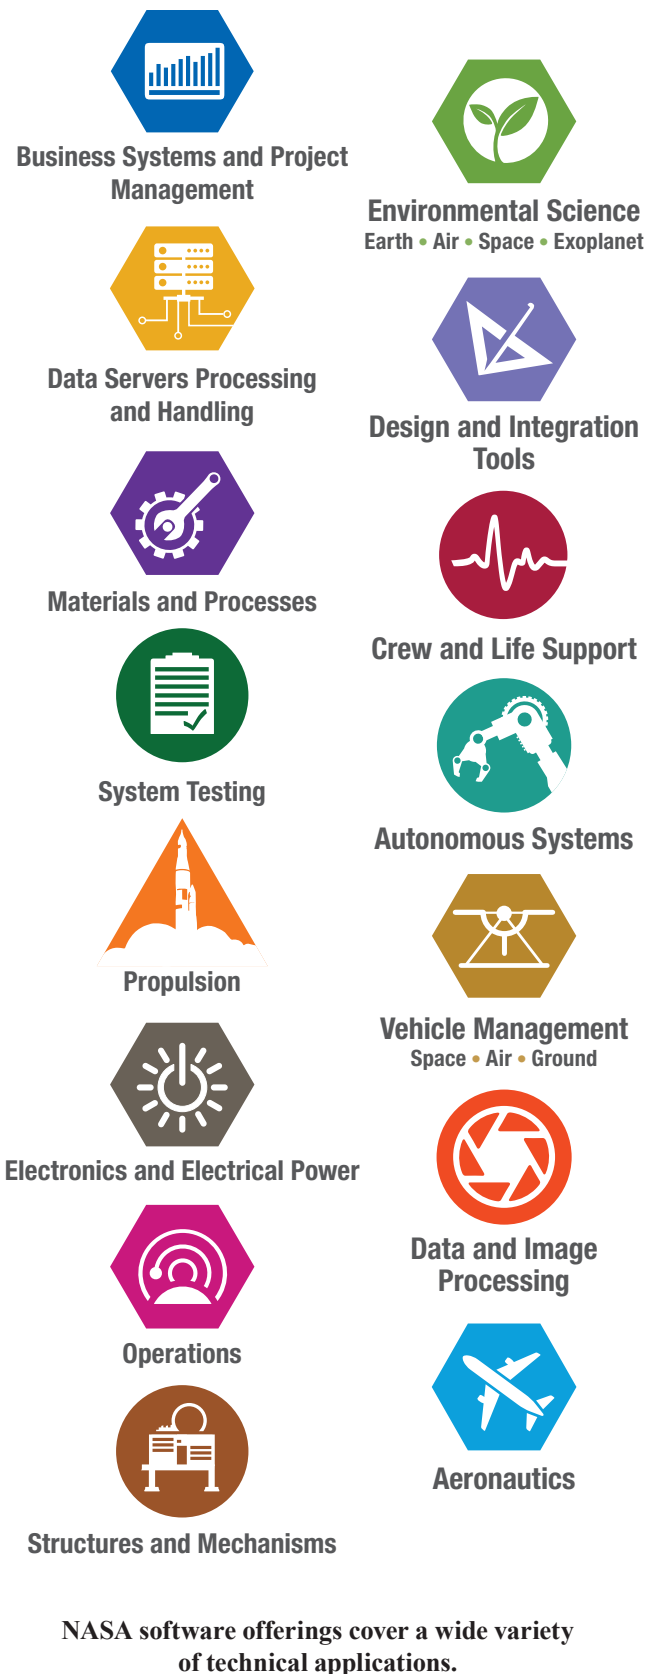 Business Systems and Project
Management
Data Servers Processing
and Handling
Materials and Processes
System Testing
Propulsion
Electronics and Electrical Power
Operations
Structures and Mechanisms
Environmental Science
Earth • Air • Space • Exoplanet
Design and Integration
Tools
Crew and Life Support
Autonomous Systems
Vehicle Management
Space • Air • Ground
Data and Image
Processing
Aeronautics
NASA software offerings cover a wide variety
of technical applications.